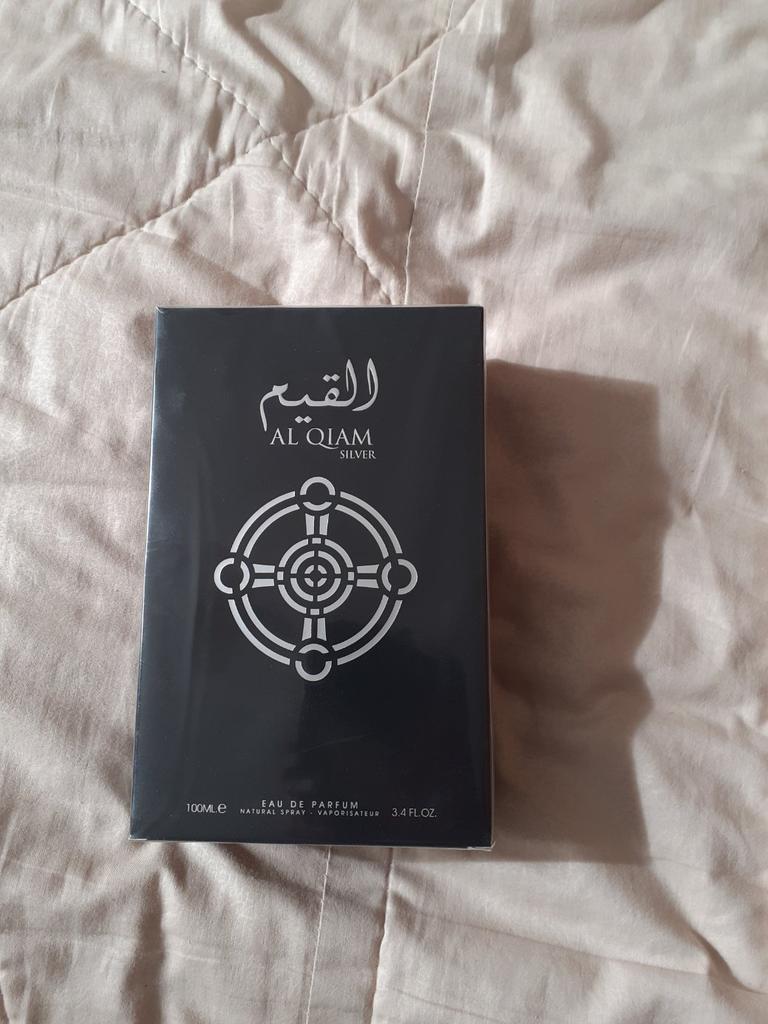 القيم
AL QIAM
SILVER
100ML.e EAU DE PARFUM
NATURAL SPRAY - VAPORISATEUR 3.4 FL.OZ.